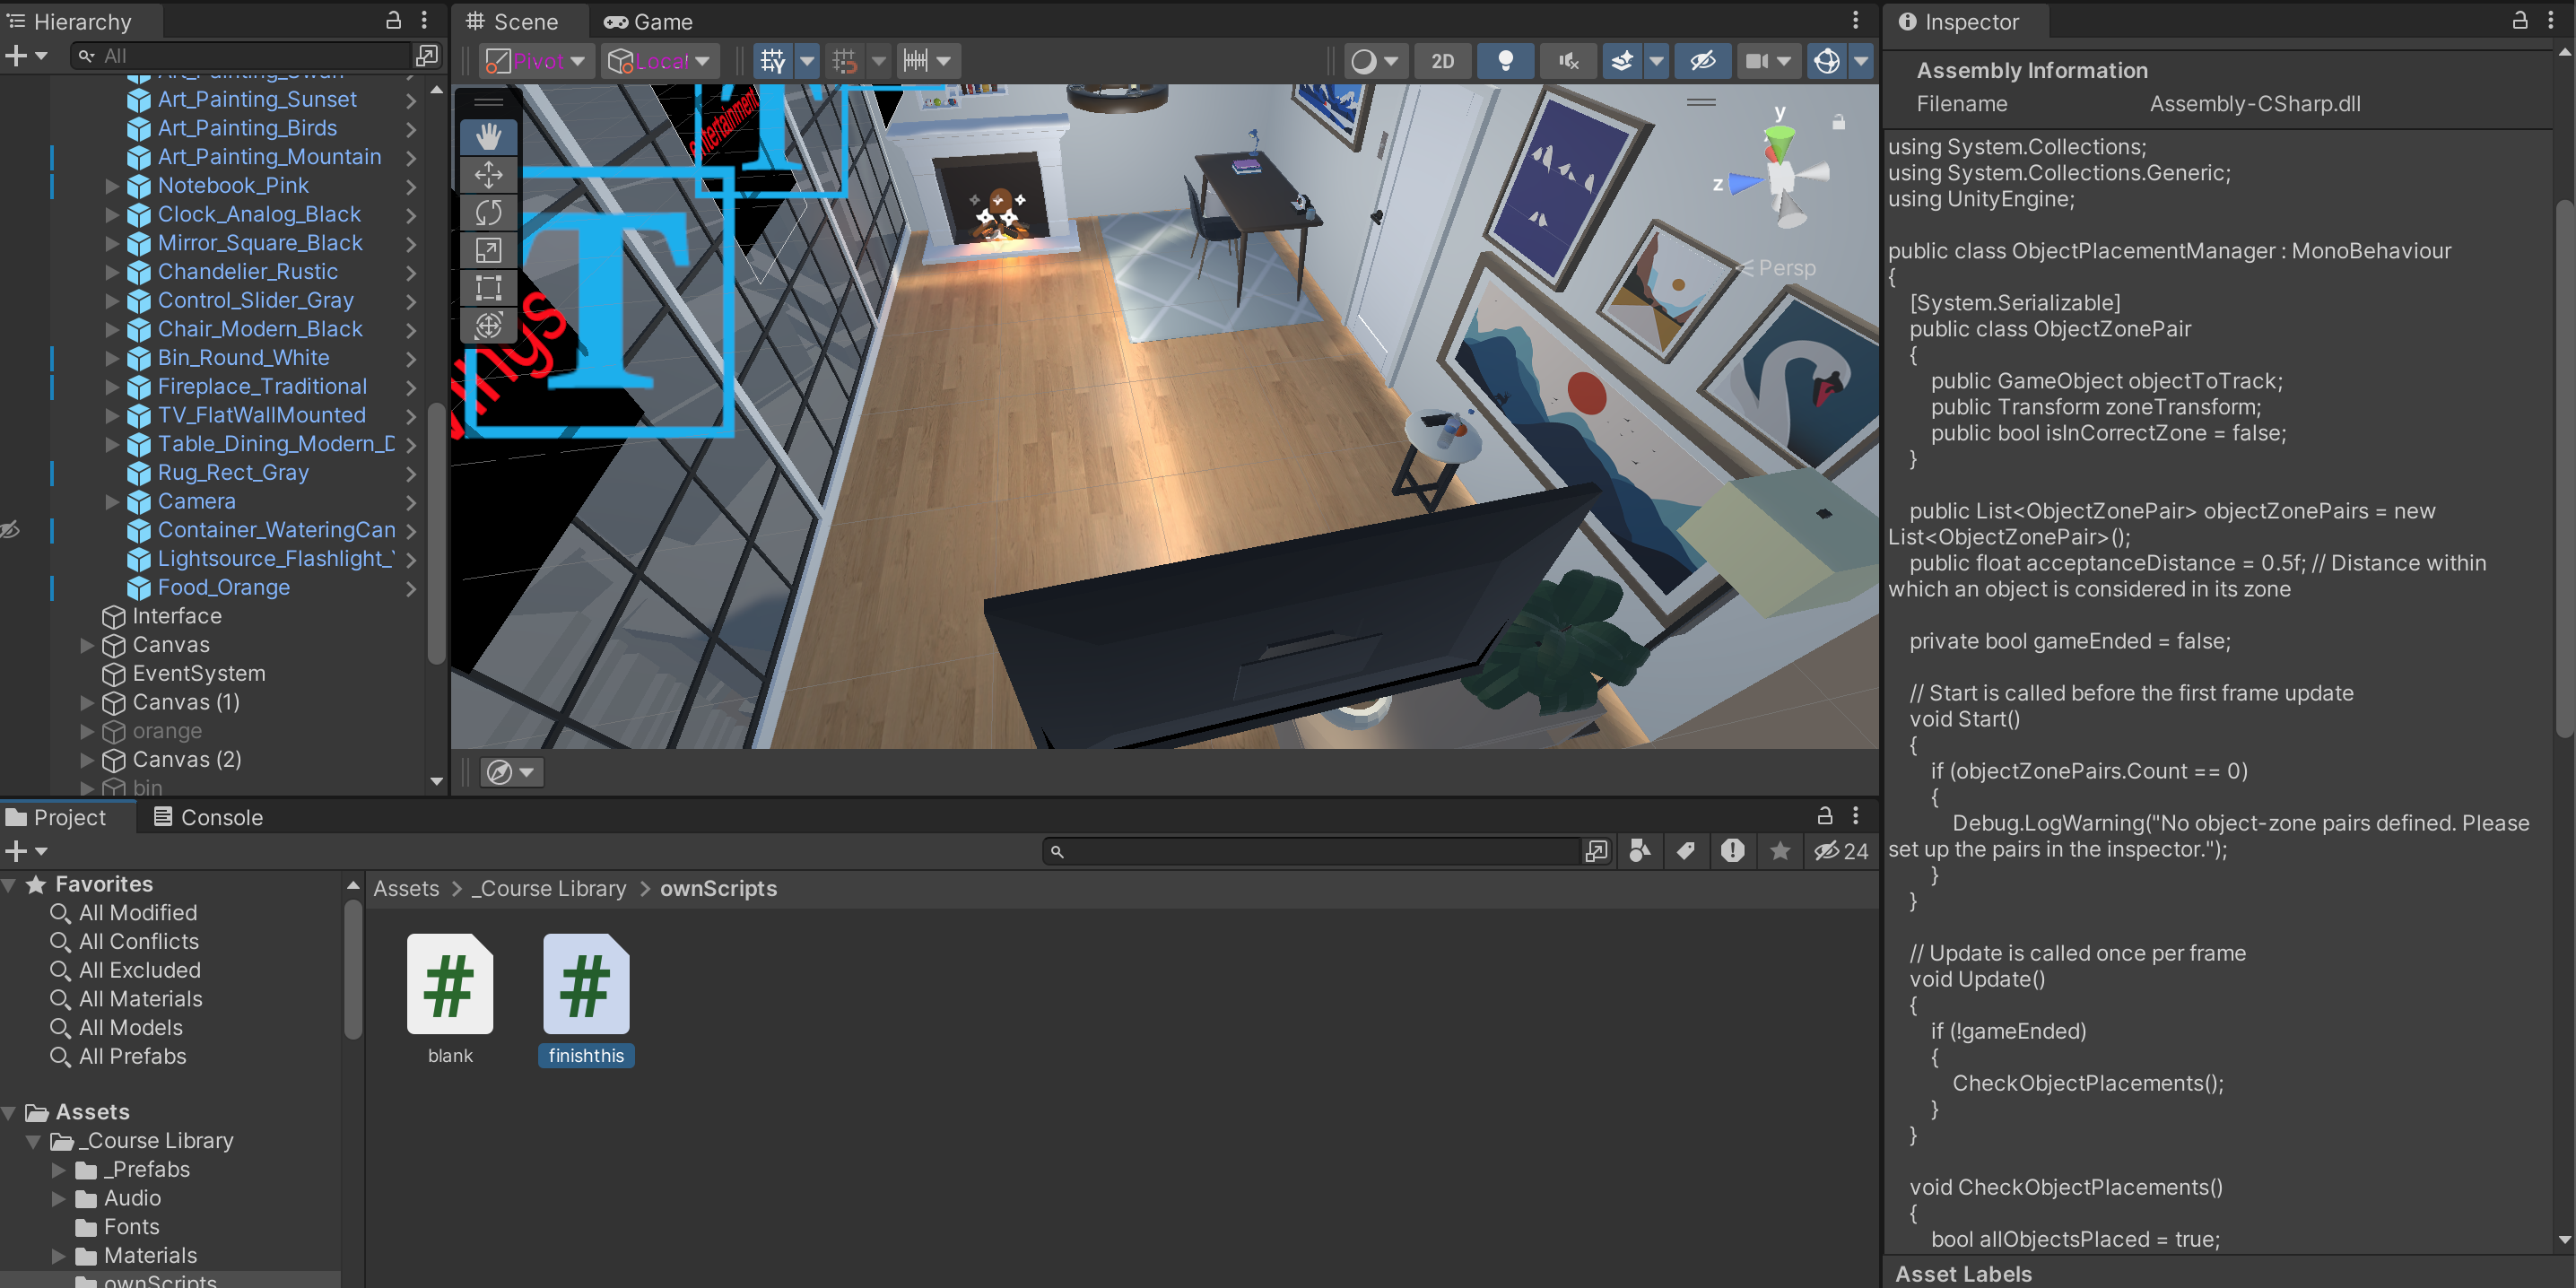 Hierarchy
All
Art_Painting_Swan
Art_Painting_Sunset
Art_Painting_Birds
Art_Painting_Mountain
Notebook_Pink
Clock_Analog_Black
Mirror_Square_Black
Chandelier_Rustic
Control_Slider_Gray
Chair_Modern_Black
Bin_Round_White
Fireplace_Traditional
TV_FlatWallMounted
Table_Dining_Modern_D
Rug_Rect_Gray
Camera
Container_WateringCan
Lightsource_Flashlight_
Food_Orange
Interface
Canvas
EventSystem
Canvas (1)
orange
Canvas (2)
bin
Scene
Game
Pivot
Local
2D
Entertainment
T
T
y
z
Persp
Project
Console
24
Favorites
All Modified
All Conflicts
All Excluded
All Materials
All Models
All Prefabs
Assets
_Course Library
_Prefabs
Audio
Fonts
Materials
ownScripts
Assets > _Course Library > ownScripts
#
#
blank
finishthis
Inspector
Assembly Information
Filename Assembly-CSharp.dll
using System.Collections;
using System.Collections.Generic;
using UnityEngine;
public class ObjectPlacementManager : MonoBehaviour
{
[System.Serializable]
public class ObjectZonePair
{
public GameObject objectToTrack;
public Transform zoneTransform;
public bool isInCorrectZone = false;
}
public List<ObjectZonePair> objectZonePairs = new
List<ObjectZonePair>();
public float acceptanceDistance = 0.5f; // Distance within
which an object is considered in its zone
private bool gameEnded = false;
// Start is called before the first frame update
void Start()
{
if (objectZonePairs.Count == 0)
{
Debug.LogWarning("No object-zone pairs defined. Please
set up the pairs in the inspector.");
}
}
// Update is called once per frame
void Update()
{
if (!gameEnded)
{
CheckObjectPlacements();
}
}
void CheckObjectPlacements()
{
bool allObjectsPlaced = true;
Asset Labels